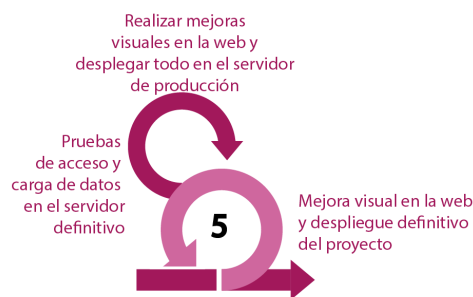 Realizar mejoras
visuales en la web y
desplegar todo en el servidor
de producción
Pruebas
de acceso y
carga de datos
en el servidor
definitivo
5
Mejora visual en la web
y despliegue definitivo
del proyecto